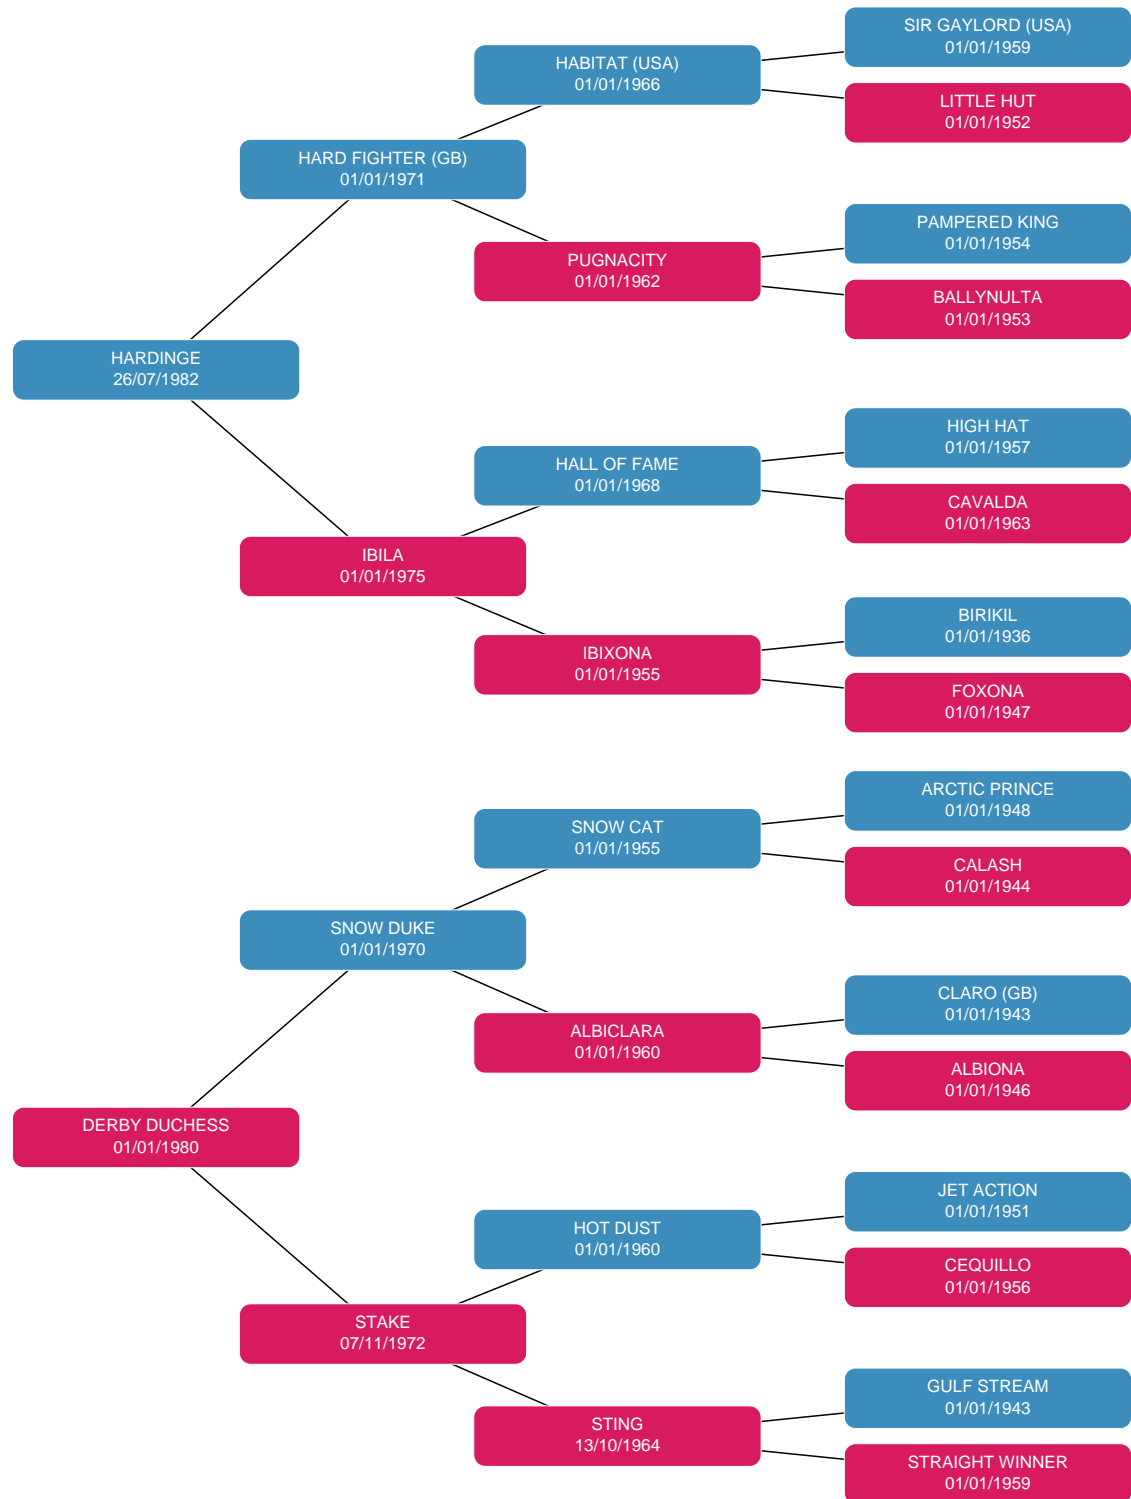 SIR GAYLORD (USA)
01/01/1959
HABITAT (USA)
01/01/1966
LITTLE HUT
01/01/1952
HARD FIGHTER (GB)
01/01/1971
PAMPERED KING
01/01/1954
PUGNACITY
01/01/1962
BALLYNULTA
01/01/1953
HARDINGE
26/07/1982
HIGH HAT
01/01/1957
HALL OF FAME
01/01/1968
CAVALDA
01/01/1963
IBILA
01/01/1975
BIRIKIL
01/01/1936
IBIXONA
01/01/1955
FOXONA
01/01/1947
ARCTIC PRINCE
01/01/1948
SNOW CAT
01/01/1955
CALASH
01/01/1944
SNOW DUKE
01/01/1970
CLARO (GB)
01/01/1943
ALBICLARA
01/01/1960
ALBIONA
01/01/1946
DERBY DUCHESS
01/01/1980
JET ACTION
01/01/1951
HOT DUST
01/01/1960
CEQUILLO
01/01/1956
STAKE
07/11/1972
GULF STREAM
01/01/1943
STING
13/10/1964
STRAIGHT WINNER
01/01/1959